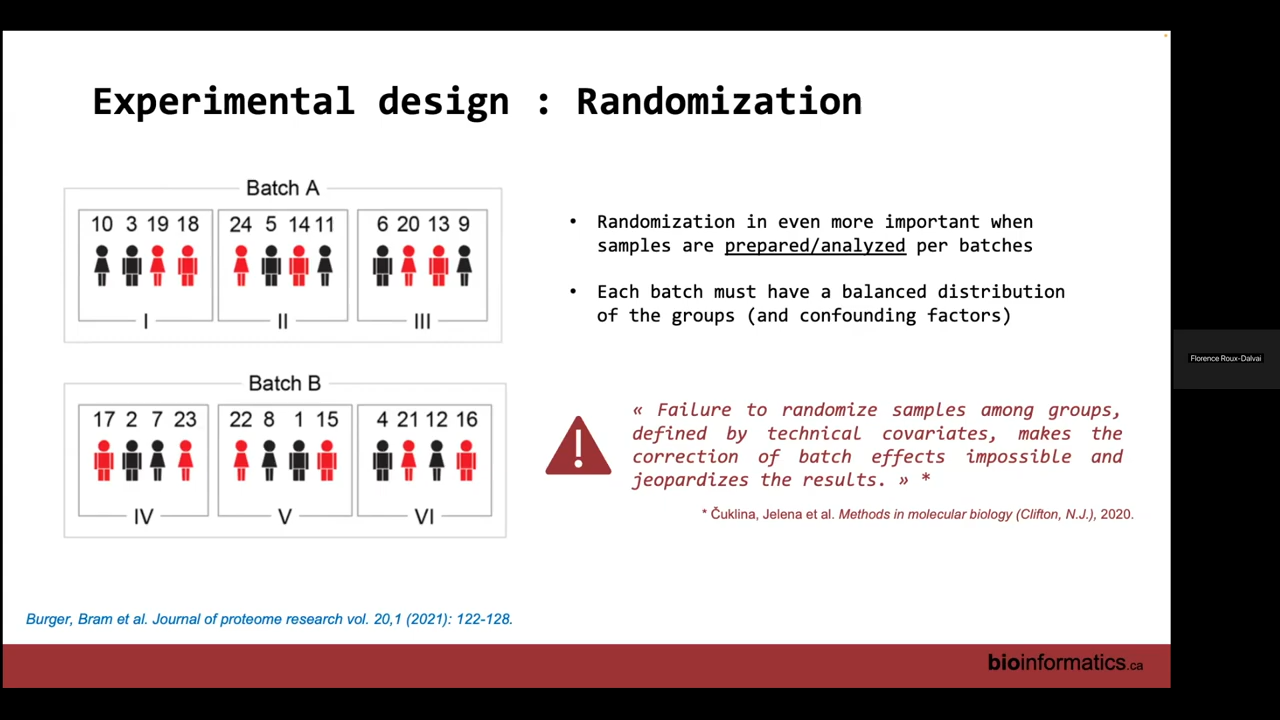 Experimental design : Randomization
Batch A
10 3 19 18 24 5 14 11 6 20 13 9
I II III
Batch B
17 2 7 23 22 8 1 15 4 21 12 16
IV V VI
• Randomization in even more important when
samples are prepared/analyzed per batches
• Each batch must have a balanced distribution
of the groups (and confounding factors)
« Failure to randomize samples among groups,
defined by technical covariates, makes the
correction of batch effects impossible and
jeopardizes the results. » *
* Čuklina, Jelena et al. Methods in molecular biology (Clifton, N.J.), 2020.
Burger, Bram et al. Journal of proteome research vol. 20,1 (2021): 122-128.
bioinformatics.ca
Florence Roux-Dalvai